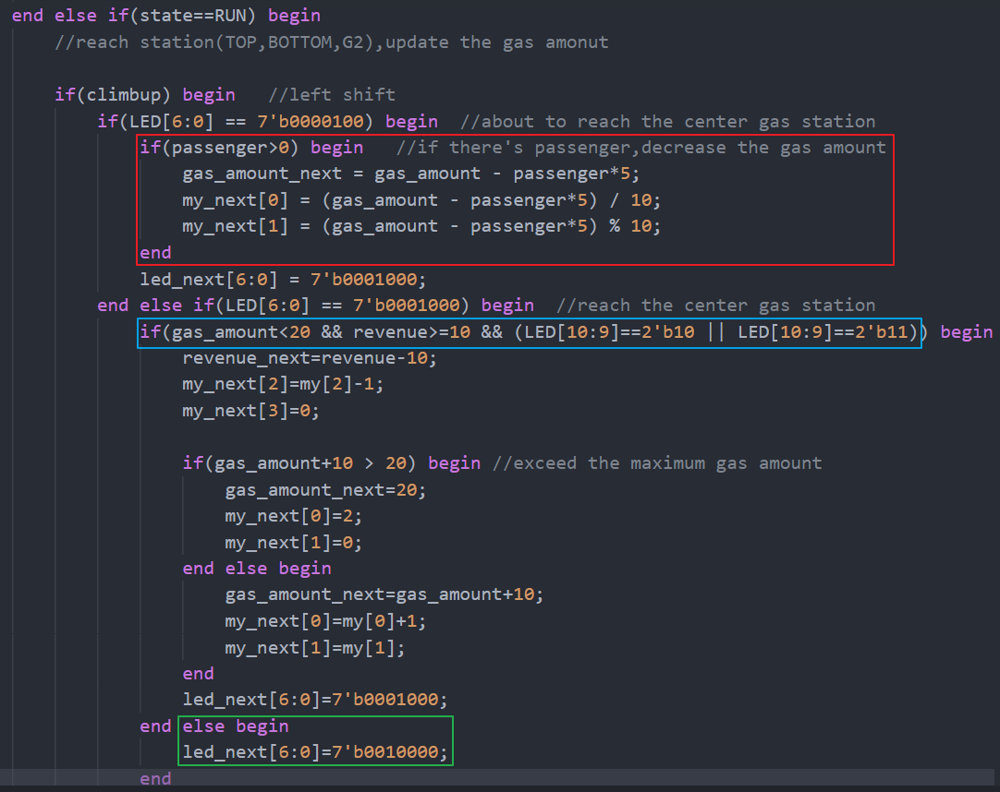 end else if(state==RUN) begin
//reach station(TOP,BOTTOM,G2),update the gas amonut
if(climbup) begin //left shift
if(LED[6:0] == 7'b0000100) begin //about to reach the center gas station
if(passenger>0) begin //if there's passenger,decrease the gas amount
gas_amount_next = gas_amount - passenger*5;
my_next[0] = (gas_amount - passenger*5) / 10;
my_next[1] = (gas_amount - passenger*5) % 10;
end
led_next[6:0] = 7'b0001000;
end else if(LED[6:0] == 7'b0001000) begin //reach the center gas station
if(gas_amount<20 && revenue>=10 && (LED[10:9]==2'b10 || LED[10:9]==2'b11)) begin
revenue_next=revenue-10;
my_next[2]=my[2]-1;
my_next[3]=0;
if(gas_amount+10 > 20) begin //exceed the maximum gas amount
gas_amount_next=20;
my_next[0]=2;
my_next[1]=0;
end else begin
gas_amount_next=gas_amount+10;
my_next[0]=my[0]+1;
my_next[1]=my[1];
end
led_next[6:0]=7'b0001000;
end else begin
led_next[6:0]=7'b0010000;
end